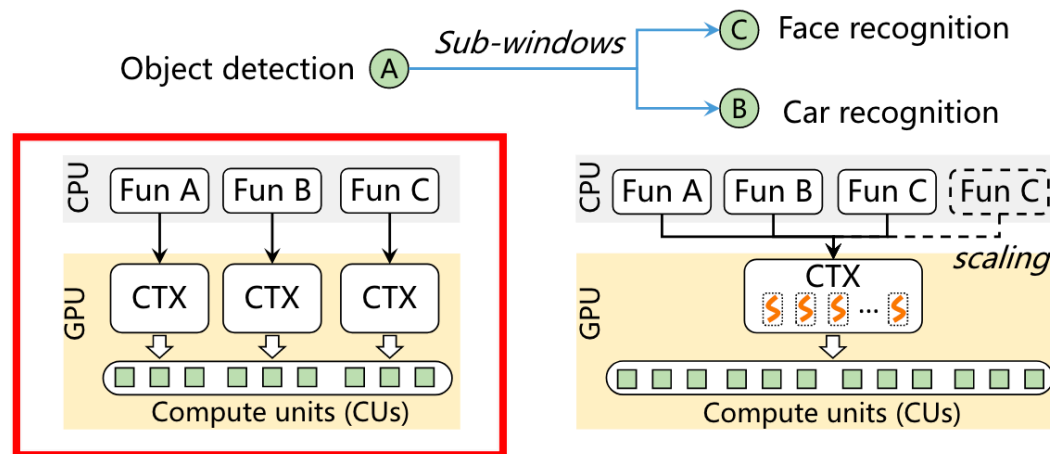 Object detection A Sub-windows C Face recognition
B Car recognition
CPU Fun A Fun B Fun C
GPU CTX CTX CTX
Compute units (CUs)
CPU Fun A Fun B Fun C Fun C
scaling
GPU CTX
...
Compute units (CUs)